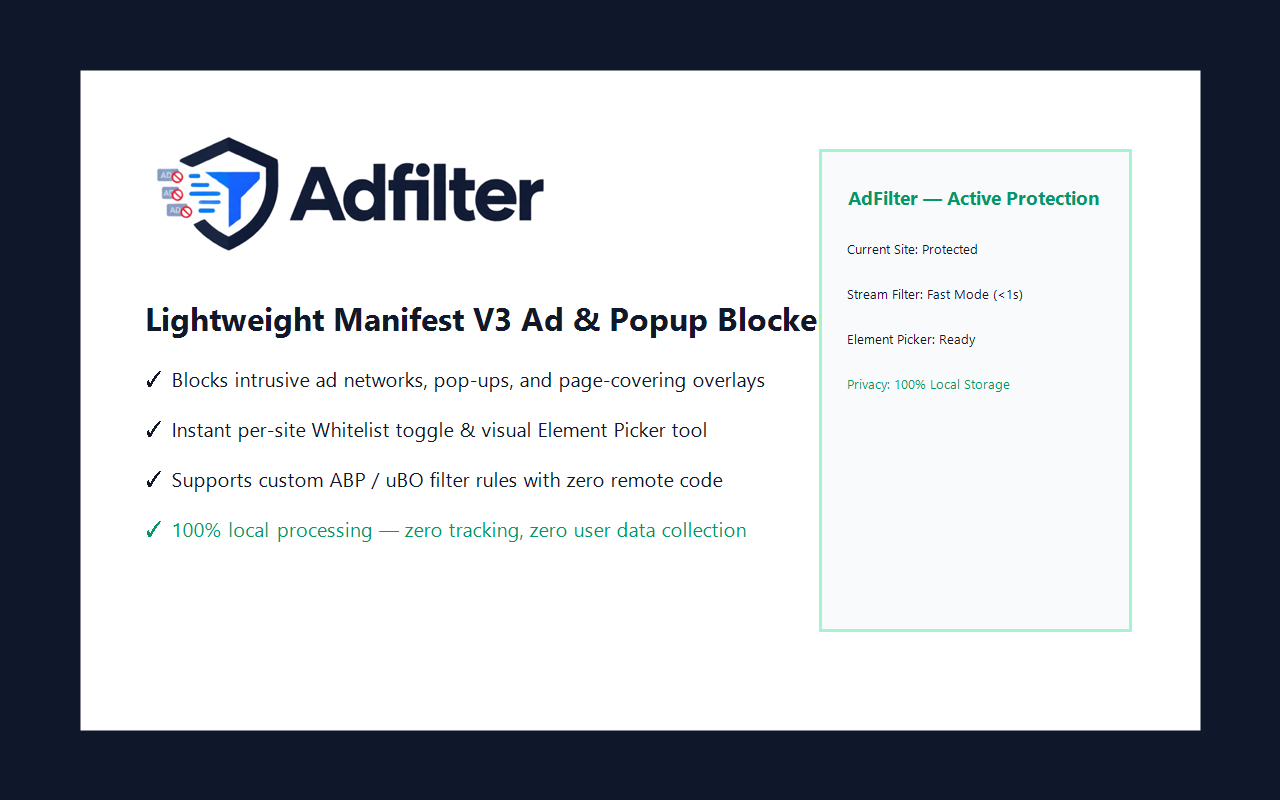 AD
AD
AD
Adfilter
Lightweight Manifest V3 Ad & Popup Blocke
✓ Blocks intrusive ad networks, pop-ups, and page-covering overlays
✓ Instant per-site Whitelist toggle & visual Element Picker tool
✓ Supports custom ABP / uBO filter rules with zero remote code
✓ 100% local processing — zero tracking, zero user data collection
AdFilter — Active Protection
Current Site: Protected
Stream Filter: Fast Mode (<1s)
Element Picker: Ready
Privacy: 100% Local Storage